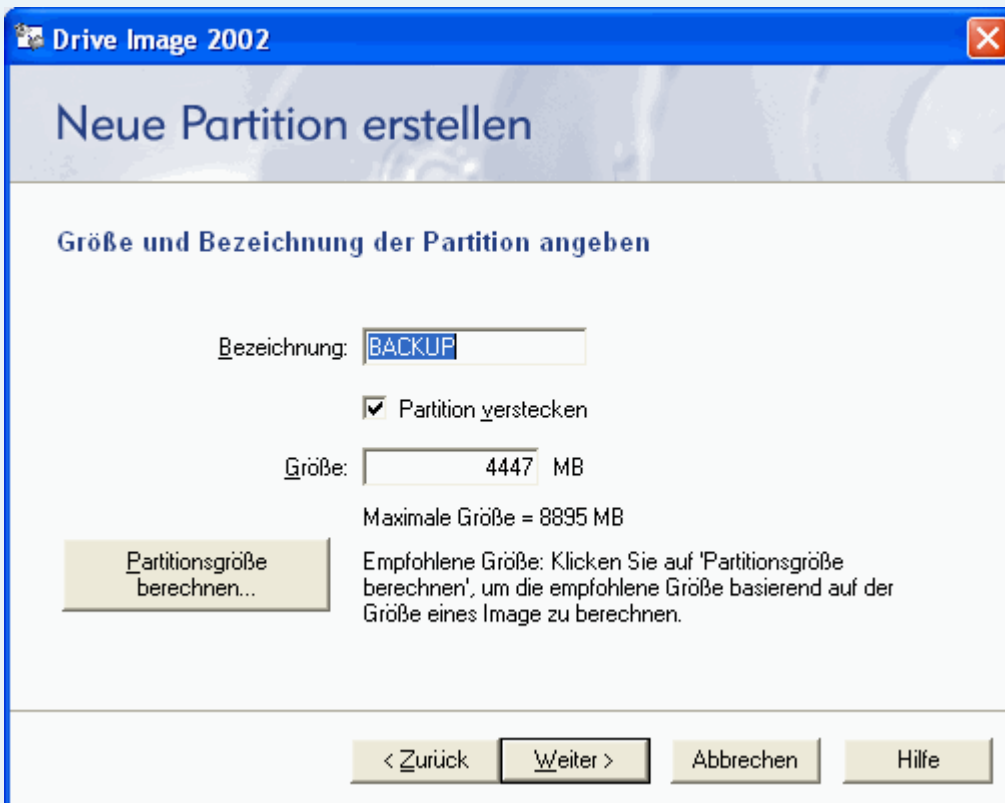 Drive Image 2002
Neue Partition erstellen
Größe und Bezeichnung der Partition angeben
Bezeichnung: BACKUP
Partition verstecken
Größe: 4447 MB
Maximale Größe = 8895 MB
Partitionsgröße
berechnen...
Empfohlene Größe: Klicken Sie auf 'Partitionsgröße
berechnen', um die empfohlene Größe basierend auf der
Größe eines Image zu berechnen.
< Zurück Weiter > Abbrechen Hilfe